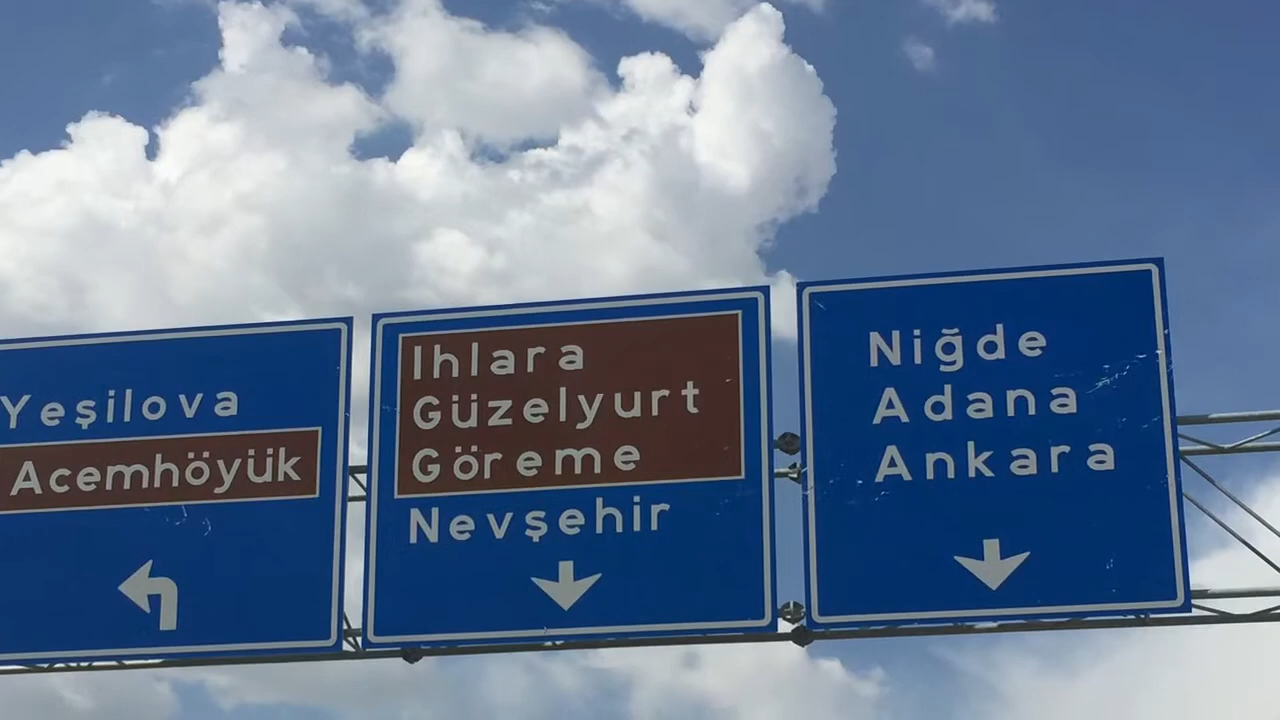 Yeşilova
Acemhöyük
Ihlara
Güzelyurt
Göreme
Nevşehir
Niğde
Adana
Ankara